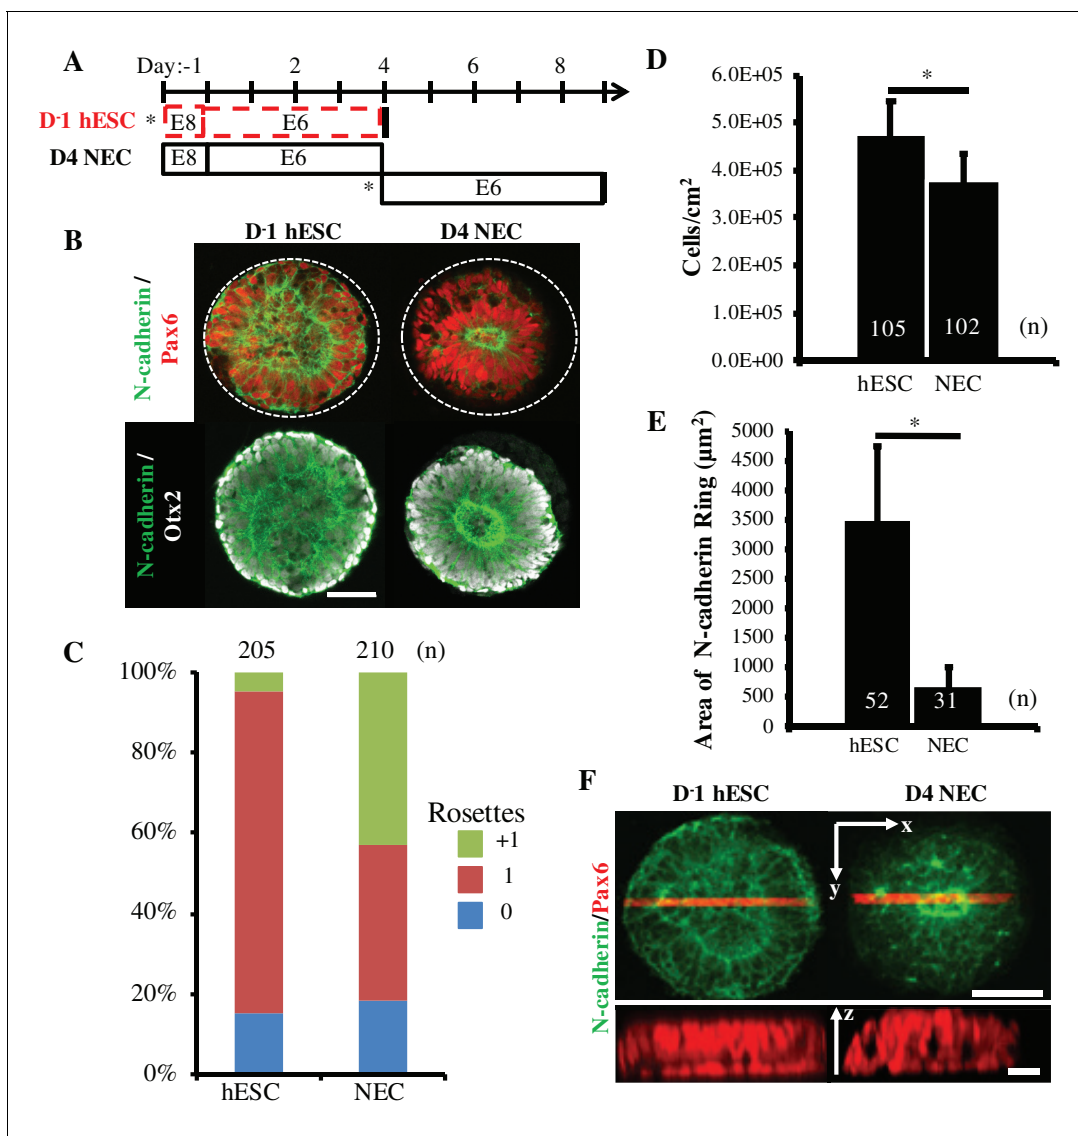 A
Day:-1 2 4 6 8
D-1 hESC * E8 E6
D4 NEC E8 E6
* E6
B
D-1 hESC D4 NEC
N-cadherin/
Pax6
N-cadherin/
Otx2
C
205 210 (n)
100%
80%
60%
40%
20%
0%
hESC NEC
Rosettes
+1
1
0
D
Cells/cm²
6.0E+05
5.0E+05
4.0E+05
3.0E+05
2.0E+05
1.0E+05
0.0E+00
*
105 102 (n)
hESC NEC
E
Area of N-cadherin Ring (µm²)
5000
4500
4000
3500
3000
2500
2000
1500
1000
500
0
*
52 31 (n)
hESC NEC
F
D-1 hESC D4 NEC
N-cadherin/Pax6
x
y
z